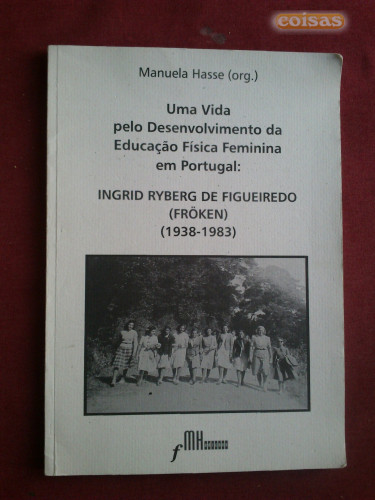 coisas
Manuela Hasse (org.)
Uma Vida
pelo Desenvolvimento da
Educação Física Feminina
em Portugal:
INGRID RYBERG DE FIGUEIREDO
(FRÖKEN)
(1938-1983)
fMH